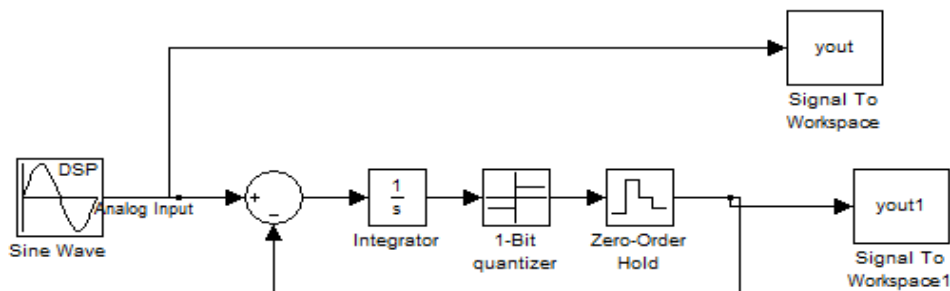 yout
Signal To
Workspace
DSP
Analog Input
Sine Wave
+
−
1
s
Integrator
1-Bit
quantizer
Zero-Order
Hold
yout1
Signal To
Workspace1